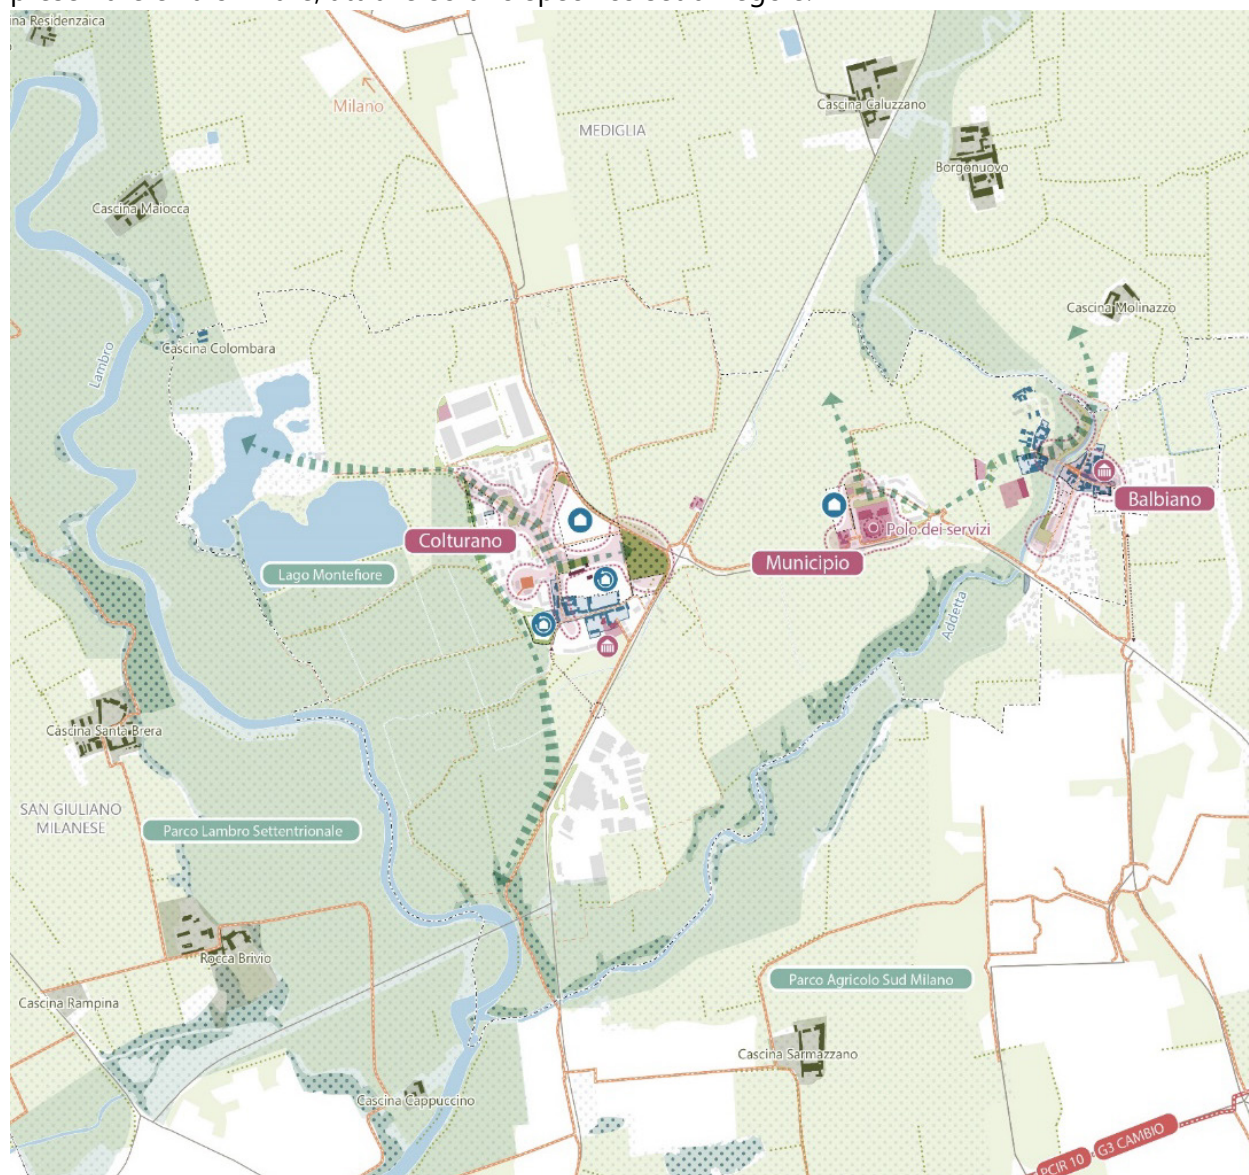 na Residenzaica
Milano
MEDIGLIA
Cascina Caluzzano
Borgonuovo
Cascina Maiocca
Cascina Molinazzo
Lambro
Cascina Colombara
Balbiano
Colturano
Polo dei servizi
Municipio
Lago Montefiore
Addetta
Cascina Santa Brera
SAN GIULIANO
MILANESE
Parco Lambro Settentrionale
Rocca Brivio
Parco Agricolo Sud Milano
Cascina Rampina
Cascina Sarmazzano
Cascina Cappuccino
PCIR 10
G3 CAMBIO